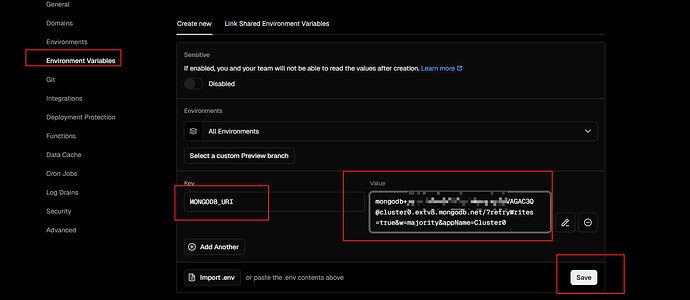 General
Domains
Environments
Environment Variables
Git
Integrations
Deployment Protection
Functions
Data Cache
Cron Jobs
Log Drains
Security
Advanced
Create new
Link Shared Environment Variables
Sensitive
If enabled, you and your team will not be able to read the values after creation. Learn more
Disabled
Environments
All Environments
Select a custom Preview branch
Key
Value
MONGODB_URI
mongodb+
@cluster0.extv8.mongodb.net/?retryWrites
=true&w=majority&appName=Cluster0
Add Another
Import .env
or paste the .env contents above
Save